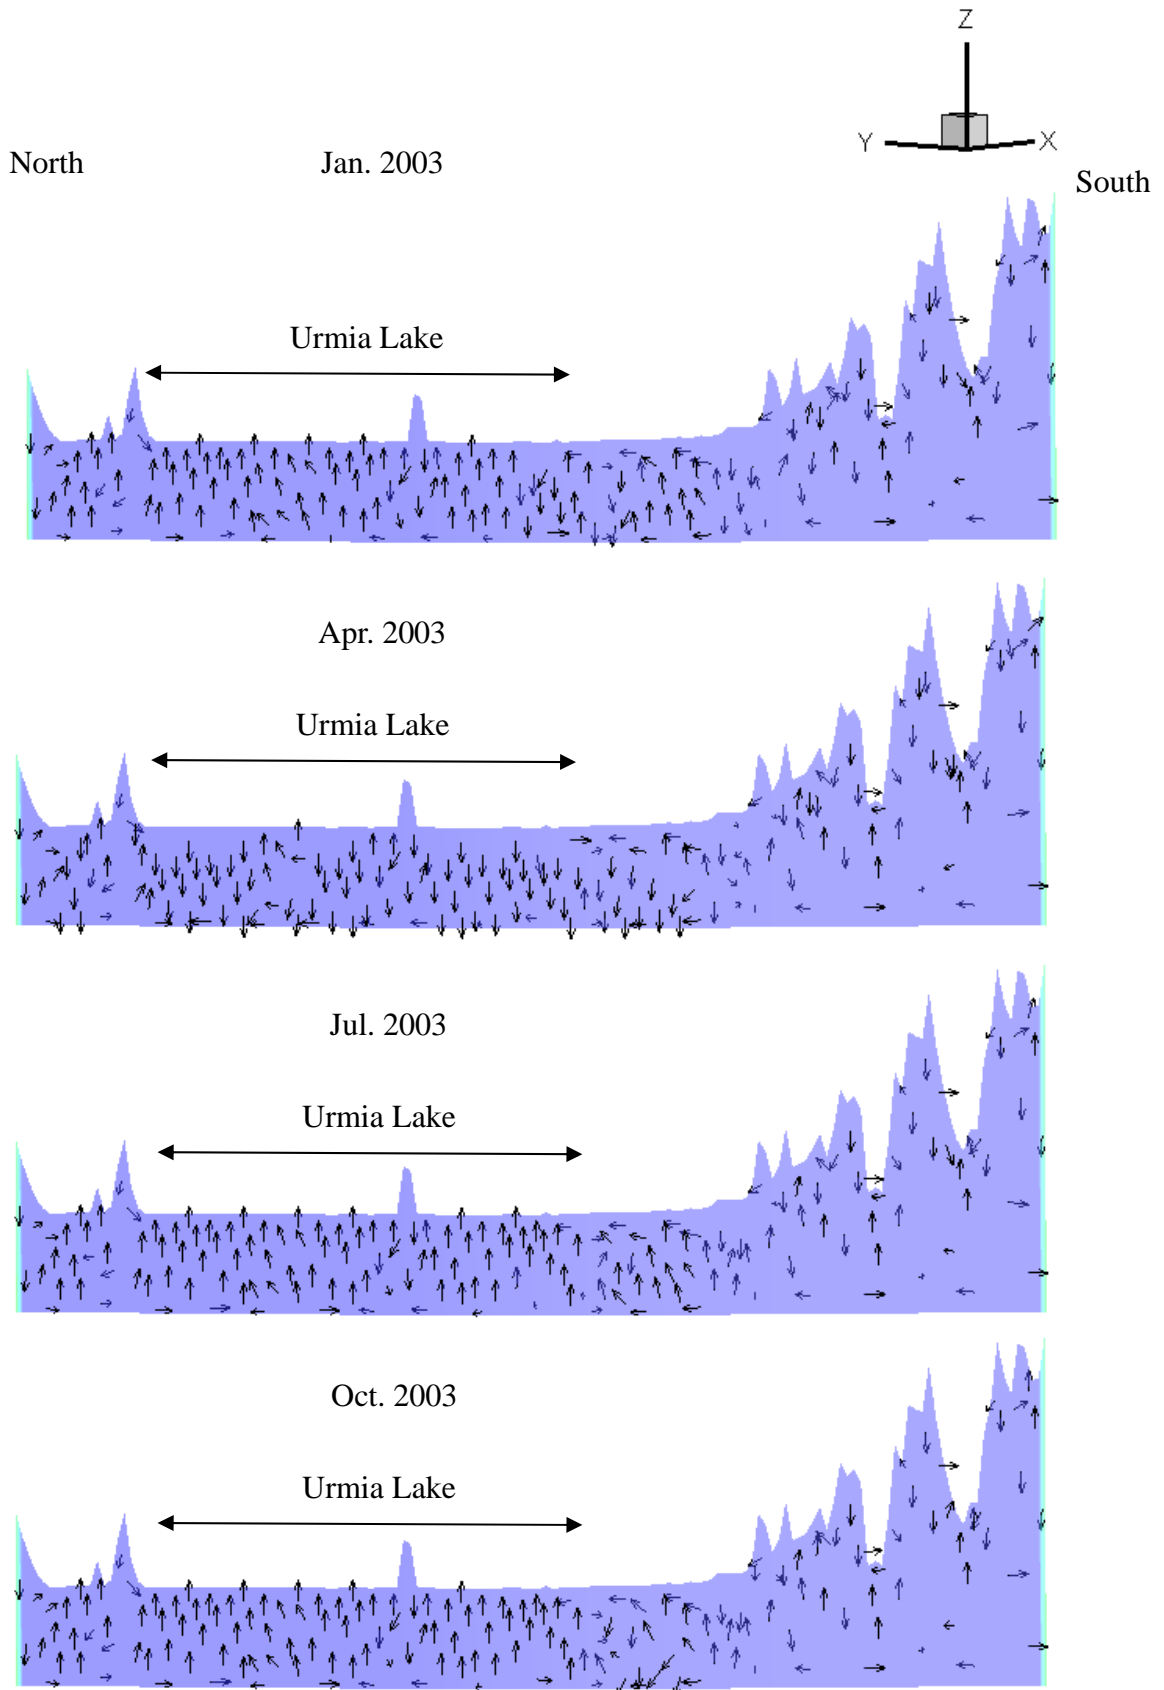 Z
Y
X
North
Jan. 2003
South
Urmia Lake
Apr. 2003
Urmia Lake
Jul. 2003
Urmia Lake
Oct. 2003
Urmia Lake